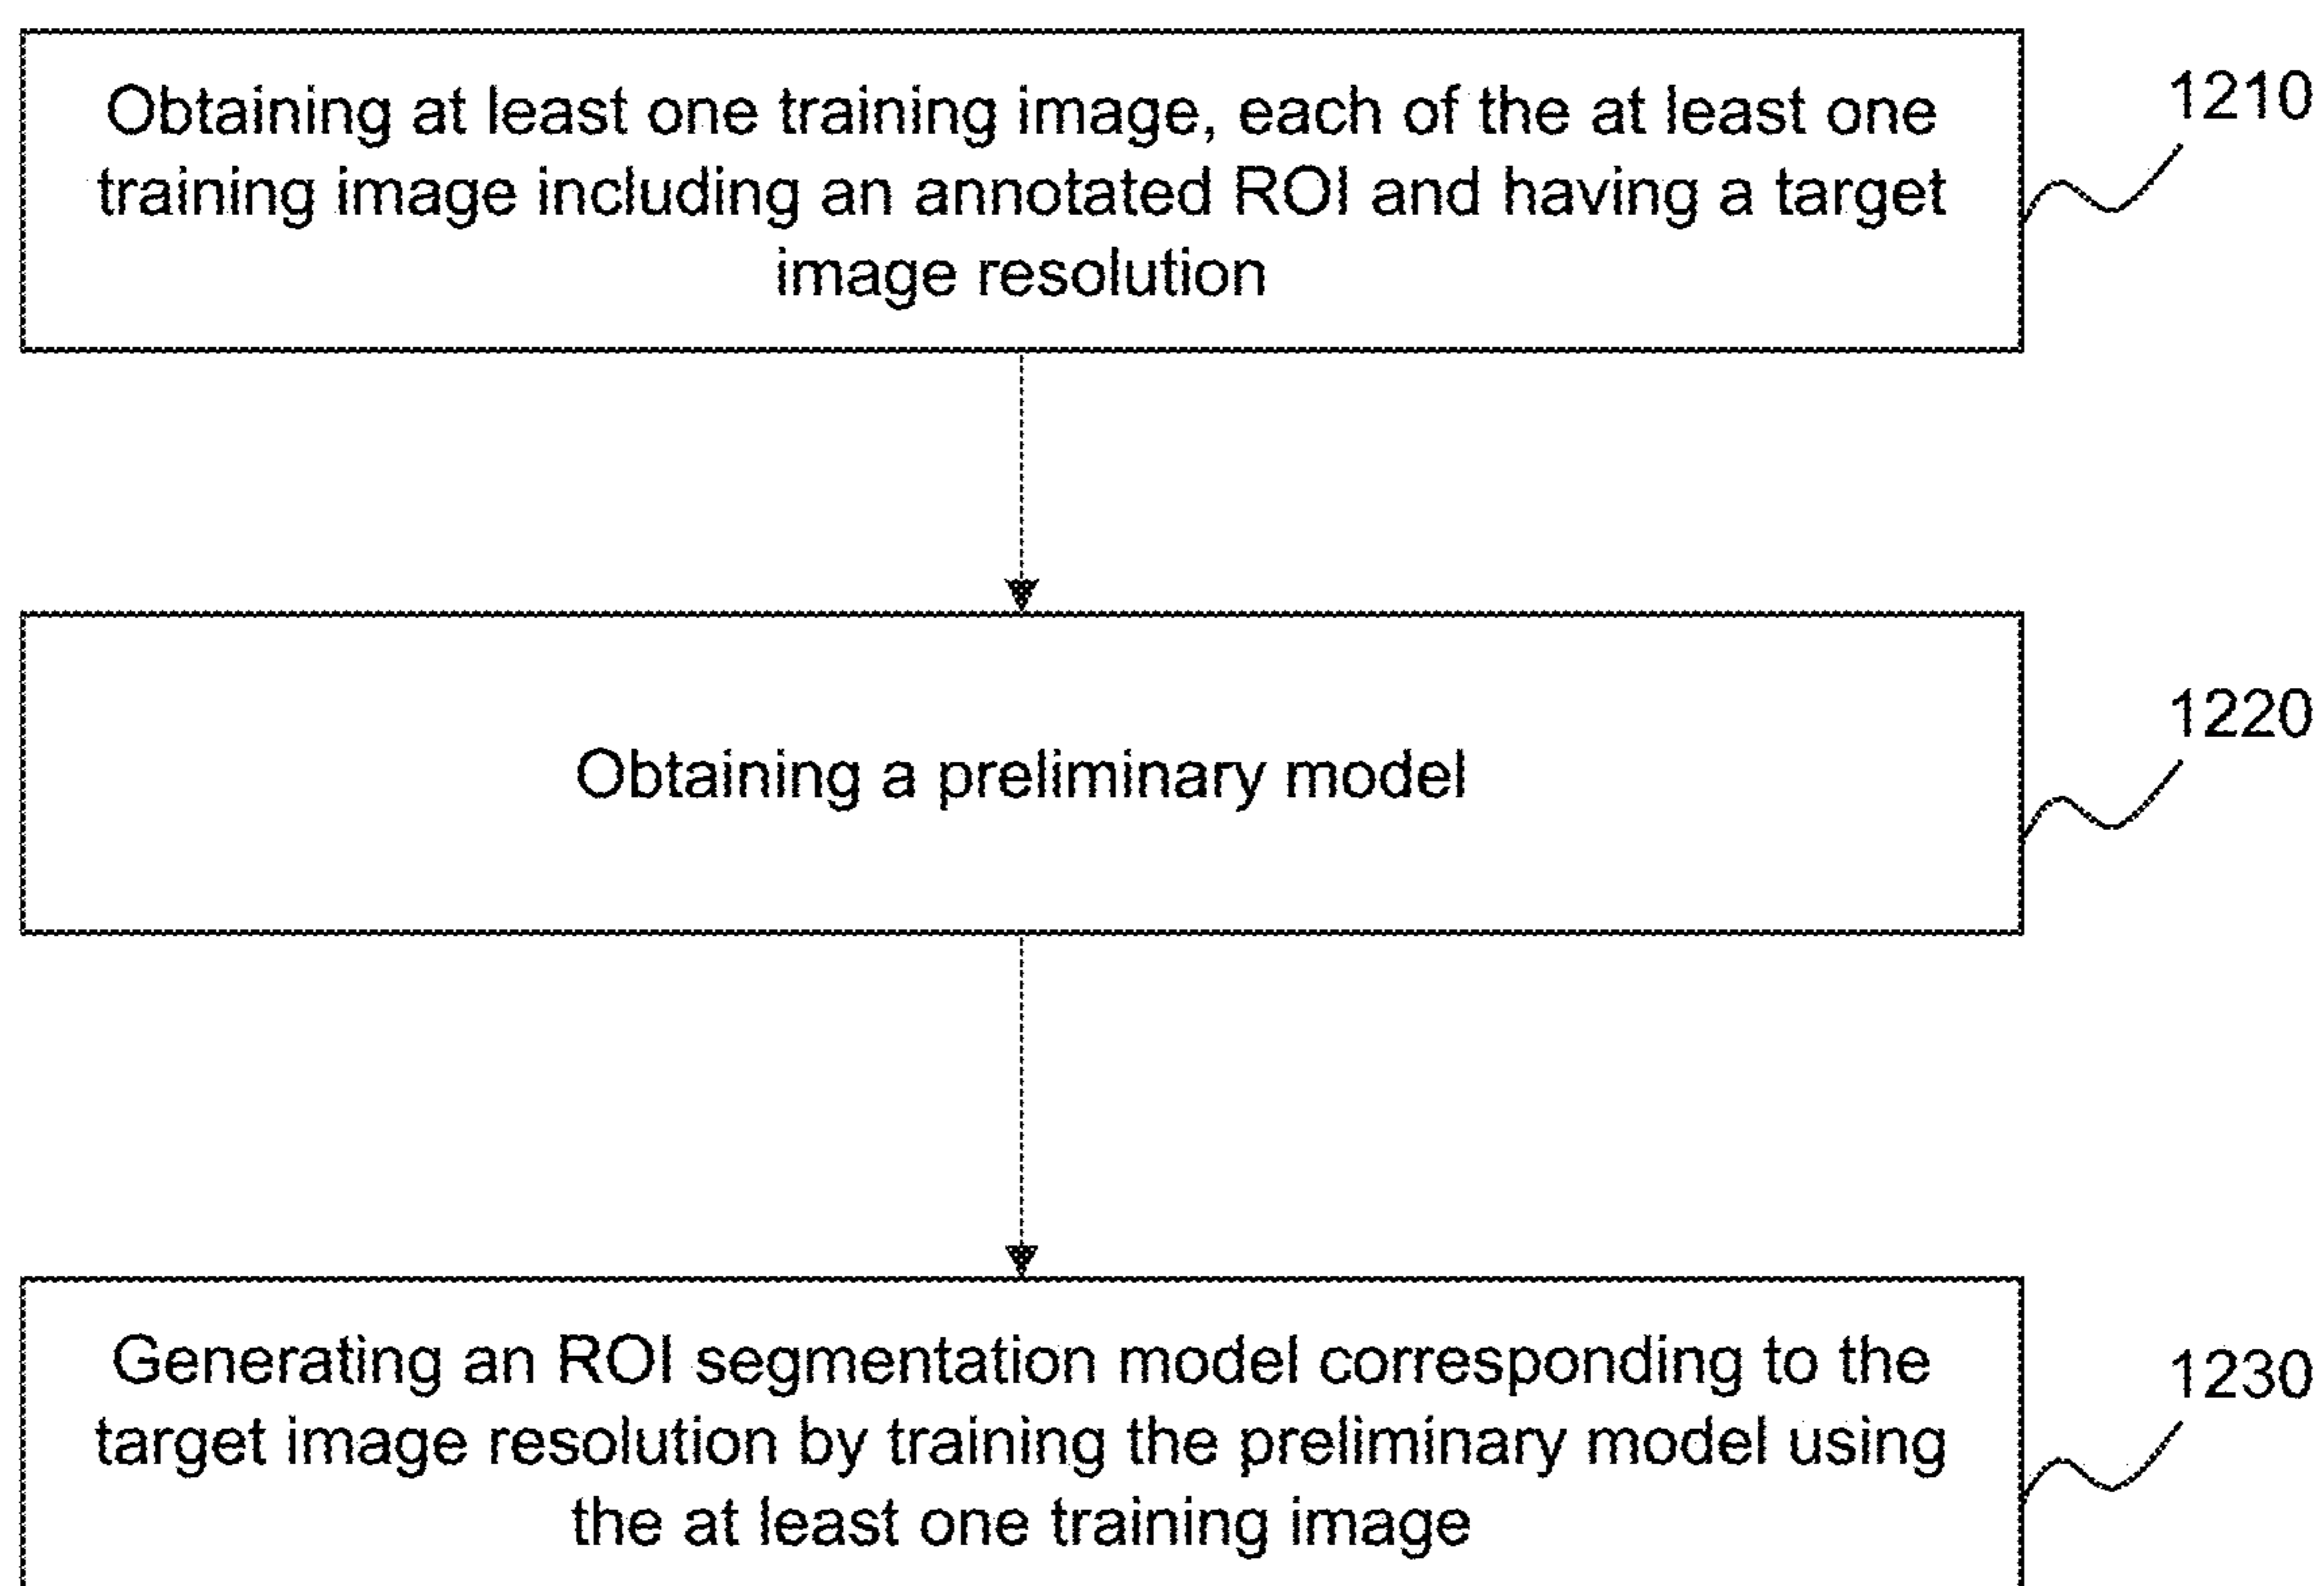 Obtaining at least one training image, each of the at least one
training image including an annotated ROI and having a target
image resolution
1210
Obtaining a preliminary model
1220
Generating an ROI segmentation model corresponding to the
target image resolution by training the preliminary model using
the at least one training image
1230